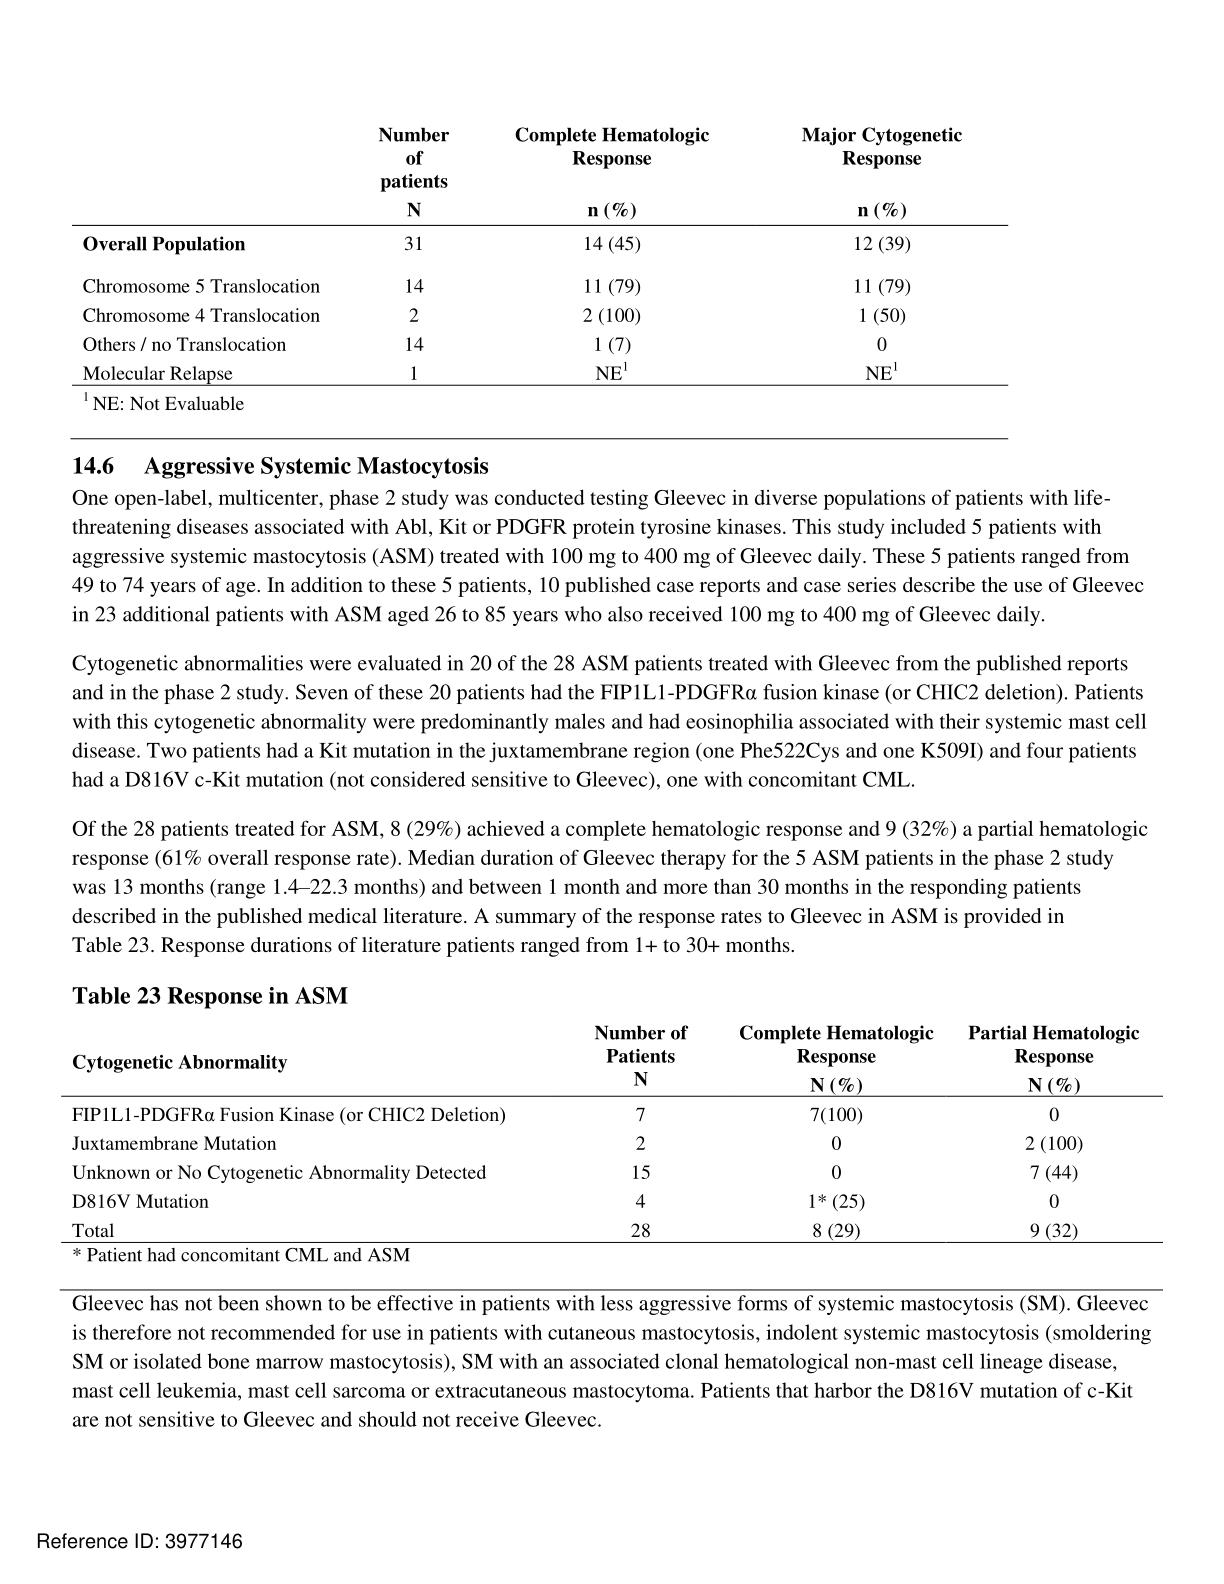 Number of patients N	Complete Hematologic Response n (%)	Major Cytogenetic Response n (%)
Overall Population	31	14 (45)	12 (39)
Chromosome 5 Translocation	14	11 (79)	11 (79)
Chromosome 4 Translocation	2	2 (100)	1 (50)
Others / no Translocation	14	1 (7)	0
Molecular Relapse	1	NE¹	NE¹
¹ NE: Not Evaluable
14.6 Aggressive Systemic Mastocytosis
One open-label, multicenter, phase 2 study was conducted testing Gleevec in diverse populations of patients with life-
threatening diseases associated with Abl, Kit or PDGFR protein tyrosine kinases. This study included 5 patients with
aggressive systemic mastocytosis (ASM) treated with 100 mg to 400 mg of Gleevec daily. These 5 patients ranged from
49 to 74 years of age. In addition to these 5 patients, 10 published case reports and case series describe the use of Gleevec
in 23 additional patients with ASM aged 26 to 85 years who also received 100 mg to 400 mg of Gleevec daily.
Cytogenetic abnormalities were evaluated in 20 of the 28 ASM patients treated with Gleevec from the published reports
and in the phase 2 study. Seven of these 20 patients had the FIP1L1-PDGFRα fusion kinase (or CHIC2 deletion). Patients
with this cytogenetic abnormality were predominantly males and had eosinophilia associated with their systemic mast cell
disease. Two patients had a Kit mutation in the juxtamembrane region (one Phe522Cys and one K509I) and four patients
had a D816V c-Kit mutation (not considered sensitive to Gleevec), one with concomitant CML.
Of the 28 patients treated for ASM, 8 (29%) achieved a complete hematologic response and 9 (32%) a partial hematologic
response (61% overall response rate). Median duration of Gleevec therapy for the 5 ASM patients in the phase 2 study
was 13 months (range 1.4–22.3 months) and between 1 month and more than 30 months in the responding patients
described in the published medical literature. A summary of the response rates to Gleevec in ASM is provided in
Table 23. Response durations of literature patients ranged from 1+ to 30+ months.
Table 23 Response in ASM
Cytogenetic Abnormality	Number of Patients N	Complete Hematologic Response N (%)	Partial Hematologic Response N (%)
FIP1L1-PDGFRα Fusion Kinase (or CHIC2 Deletion)	7	7(100)	0
Juxtamembrane Mutation	2	0	2 (100)
Unknown or No Cytogenetic Abnormality Detected	15	0	7 (44)
D816V Mutation	4	1* (25)	0
Total	28	8 (29)	9 (32)
* Patient had concomitant CML and ASM
Gleevec has not been shown to be effective in patients with less aggressive forms of systemic mastocytosis (SM). Gleevec
is therefore not recommended for use in patients with cutaneous mastocytosis, indolent systemic mastocytosis (smoldering
SM or isolated bone marrow mastocytosis), SM with an associated clonal hematological non-mast cell lineage disease,
mast cell leukemia, mast cell sarcoma or extracutaneous mastocytoma. Patients that harbor the D816V mutation of c-Kit
are not sensitive to Gleevec and should not receive Gleevec.
Reference ID: 3977146